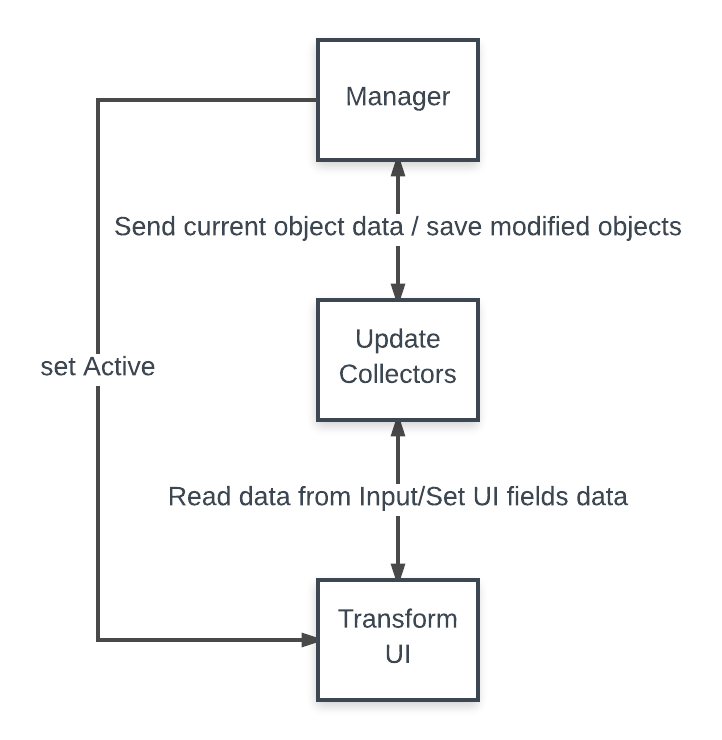 Manager
Send current object data / save modified objects
Update
Collectors
set Active
Read data from Input/Set UI fields data
Transform
UI